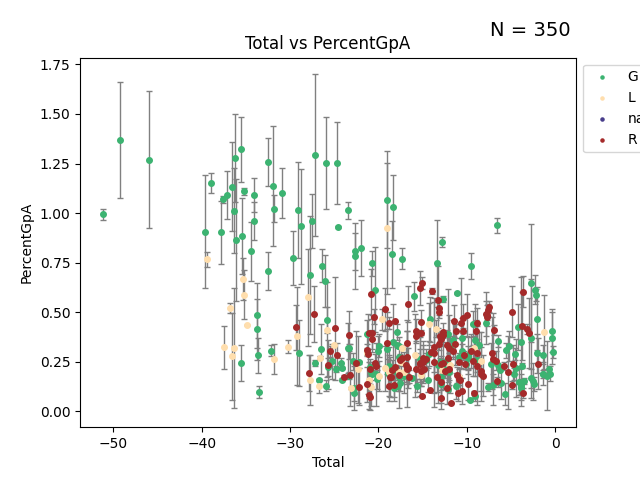 N = 350
Total vs PercentGpA
1.75
1.50
1.25
1.00
0.75
0.50
0.25
0.00
PercentGpA
−50
−40
−30
−20
−10
0
Total
G
L
na
R